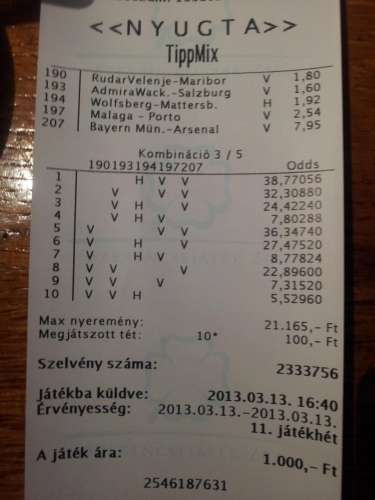 <<NYUGTA>>
TippMix
190 RudarVelenje-Maribor V 1,80
193 AdmiraWack.-Salzburg V 1,60
194 Wolfsberg-Mattersb. H 1,92
197 Malaga - Porto V 2,54
207 Bayern Mün.-Arsenal V 7,95
Kombináció 3 / 5
190193194197207 Odds
1 H V V 38,77056
2 V V V 32,30880
3 V H V 24,42240
4 V H V 7,80288
5 V V V 36,34740
6 V H V 27,47520
7 V H V 8,77824
8 V V V 22,89600
9 V V V 7,31520
10 V V H 5,52960
Max nyeremény: 21.165,- Ft
Megjátszott tét: 10* 100,- Ft
Szelvény száma: 2333756
Játékba küldve: 2013.03.13. 16:40
Érvényesség: 2013.03.13.-2013.03.13.
11. játékhét
A játék ára: 1.000,- Ft
2546187631